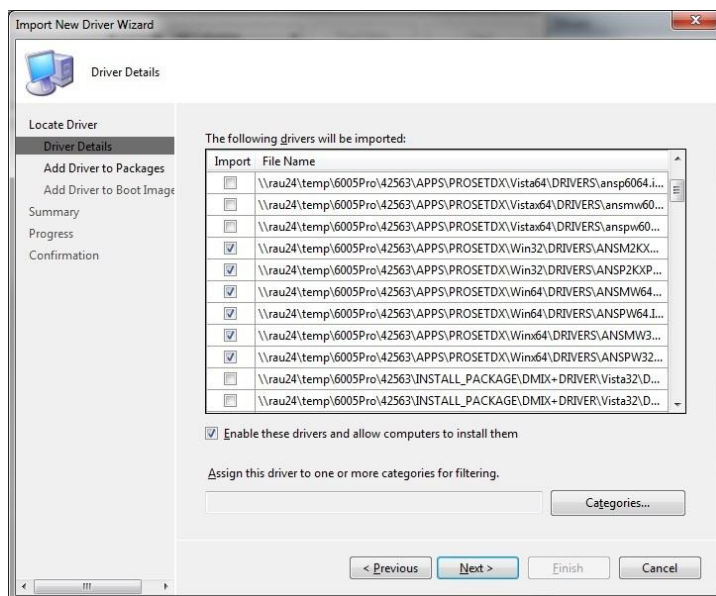 Import New Driver Wizard
Driver Details
Locate Driver
Driver Details
Add Driver to Packages
Add Driver to Boot Image
Summary
Progress
Confirmation
The following drivers will be imported:
Import File Name
\\rau24\temp\6005Pro\42563\APPS\PROSETDX\Vista64\DRIVERS\ansp6064.i...
\\rau24\temp\6005Pro\42563\APPS\PROSETDX\Vistax64\DRIVERS\ansmw60...
\\rau24\temp\6005Pro\42563\APPS\PROSETDX\Vistax64\DRIVERS\anspw60...
\\rau24\temp\6005Pro\42563\APPS\PROSETDX\Win32\DRIVERS\ANSM2KX...
\\rau24\temp\6005Pro\42563\APPS\PROSETDX\Win32\DRIVERS\ANSP2KXP...
\\rau24\temp\6005Pro\42563\APPS\PROSETDX\Win64\DRIVERS\ANSMW64...
\\rau24\temp\6005Pro\42563\APPS\PROSETDX\Win64\DRIVERS\ANSPW64.I...
\\rau24\temp\6005Pro\42563\APPS\PROSETDX\Winx64\DRIVERS\ANSMW3...
\\rau24\temp\6005Pro\42563\APPS\PROSETDX\Winx64\DRIVERS\ANSPW32...
\\rau24\temp\6005Pro\42563\INSTALL_PACKAGE\DMIX+DRIVER\Vista32\D...
\\rau24\temp\6005Pro\42563\INSTALL_PACKAGE\DMIX+DRIVER\Vista32\D...
Enable these drivers and allow computers to install them
Assign this driver to one or more categories for filtering.
Categories...
< Previous Next > Finish Cancel